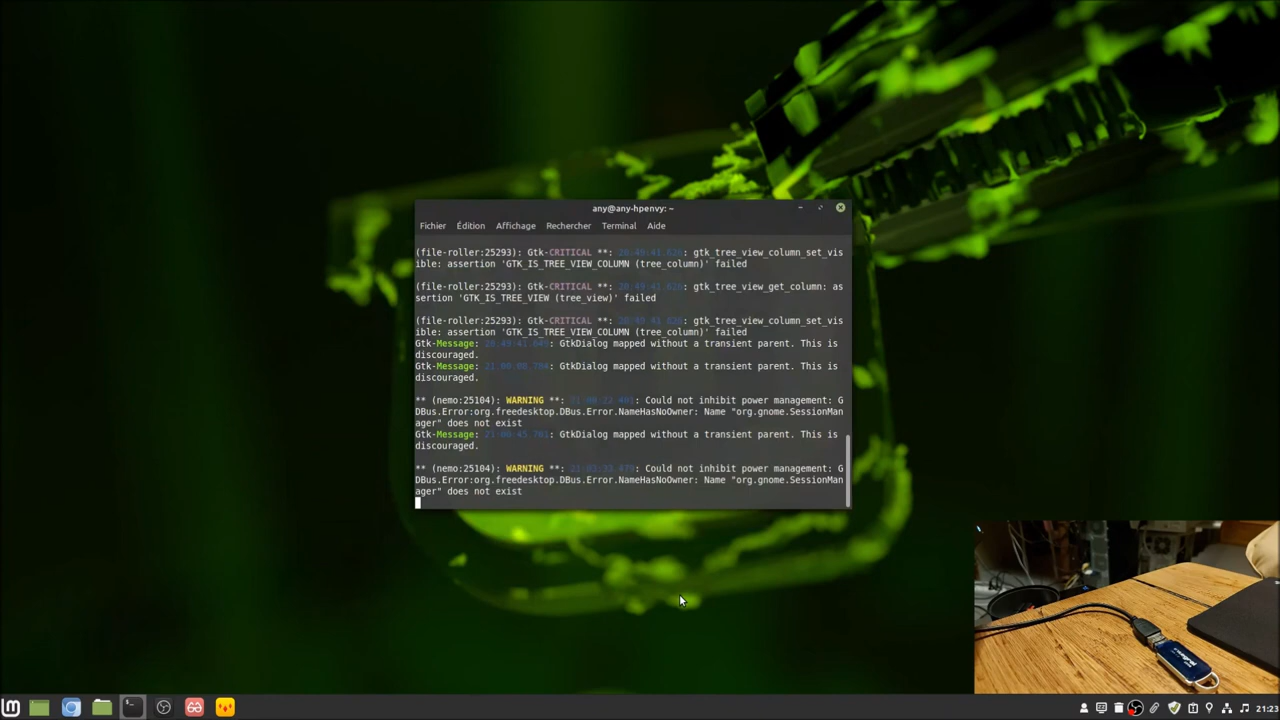 any@any-hpenvy: ~
Fichier Édition Affichage Rechercher Terminal Aide
(file-roller:25293): Gtk-CRITICAL **: : gtk_tree_view_column_set_vis
ible: assertion 'GTK_IS_TREE_VIEW_COLUMN (tree_column)' failed
(file-roller:25293): Gtk-CRITICAL **: : gtk_tree_view_get_column: as
sertion 'GTK_IS_TREE_VIEW (tree_view)' failed
(file-roller:25293): Gtk-CRITICAL **: : gtk_tree_view_column_set_vis
ible: assertion 'GTK_IS_TREE_VIEW_COLUMN (tree_column)' failed
Gtk-Message: : GtkDialog mapped without a transient parent. This is
discouraged.
Gtk-Message: : GtkDialog mapped without a transient parent. This is
discouraged.
** (nemo:25104): WARNING **: : Could not inhibit power management: G
DBus.Error:org.freedesktop.DBus.Error.NameHasNoOwner: Name "org.gnome.SessionMan
ager" does not exist
Gtk-Message: : GtkDialog mapped without a transient parent. This is
discouraged.
** (nemo:25104): WARNING **: : Could not inhibit power management: G
DBus.Error:org.freedesktop.DBus.Error.NameHasNoOwner: Name "org.gnome.SessionMan
ager" does not exist
21:23